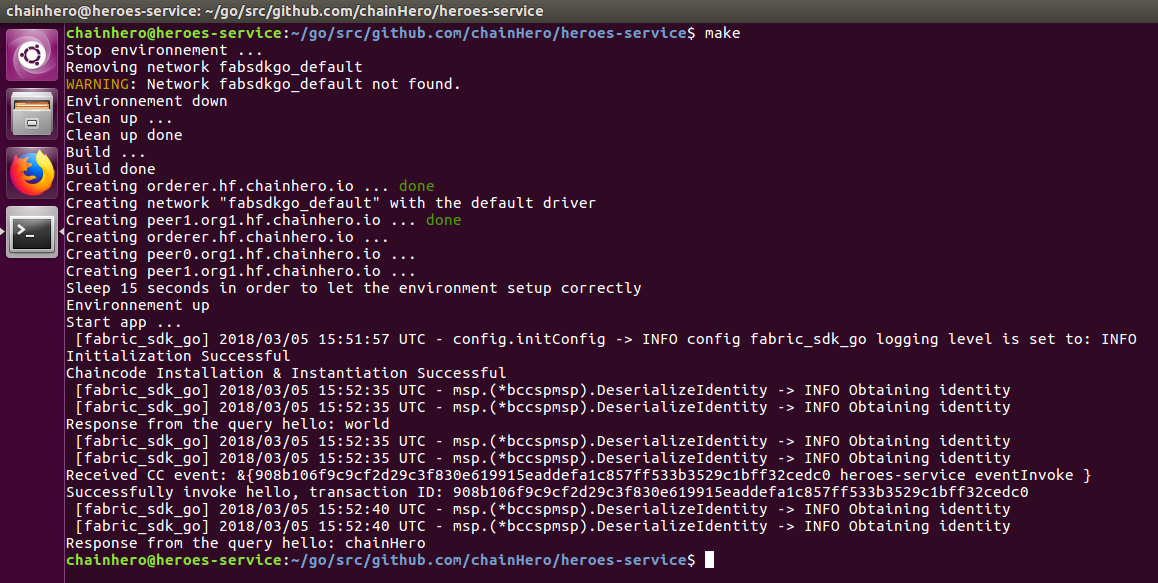 chainhero@heroes-service: ~/go/src/github.com/chainHero/heroes-service
chainhero@heroes-service:~/go/src/github.com/chainHero/heroes-service$ make
Stop environnement ...
Removing network fabsdkgo_default
WARNING: Network fabsdkgo_default not found.
Environnement down
Clean up ...
Clean up done
Build ...
Build done
Creating orderer.hf.chainhero.io ... done
Creating network "fabsdkgo_default" with the default driver
Creating peer1.org1.hf.chainhero.io ... done
Creating orderer.hf.chainhero.io ...
Creating peer0.org1.hf.chainhero.io ...
Creating peer1.org1.hf.chainhero.io ...
Sleep 15 seconds in order to let the environment setup correctly
Environnement up
Start app ...
[fabric_sdk_go] 2018/03/05 15:51:57 UTC - config.initConfig -> INFO config fabric_sdk_go logging level is set to: INFO
Initialization Successful
Chaincode Installation & Instantiation Successful
[fabric_sdk_go] 2018/03/05 15:52:35 UTC - msp.(*bccspmsp).DeserializeIdentity -> INFO Obtaining identity
[fabric_sdk_go] 2018/03/05 15:52:35 UTC - msp.(*bccspmsp).DeserializeIdentity -> INFO Obtaining identity
Response from the query hello: world
[fabric_sdk_go] 2018/03/05 15:52:35 UTC - msp.(*bccspmsp).DeserializeIdentity -> INFO Obtaining identity
[fabric_sdk_go] 2018/03/05 15:52:35 UTC - msp.(*bccspmsp).DeserializeIdentity -> INFO Obtaining identity
Received CC event: &{908b106f9c9cf2d29c3f830e619915eaddefa1c857ff533b3529c1bff32cedc0 heroes-service eventInvoke }
Successfully invoke hello, transaction ID: 908b106f9c9cf2d29c3f830e619915eaddefa1c857ff533b3529c1bff32cedc0
[fabric_sdk_go] 2018/03/05 15:52:40 UTC - msp.(*bccspmsp).DeserializeIdentity -> INFO Obtaining identity
[fabric_sdk_go] 2018/03/05 15:52:40 UTC - msp.(*bccspmsp).DeserializeIdentity -> INFO Obtaining identity
Response from the query hello: chainHero
chainhero@heroes-service:~/go/src/github.com/chainHero/heroes-service$